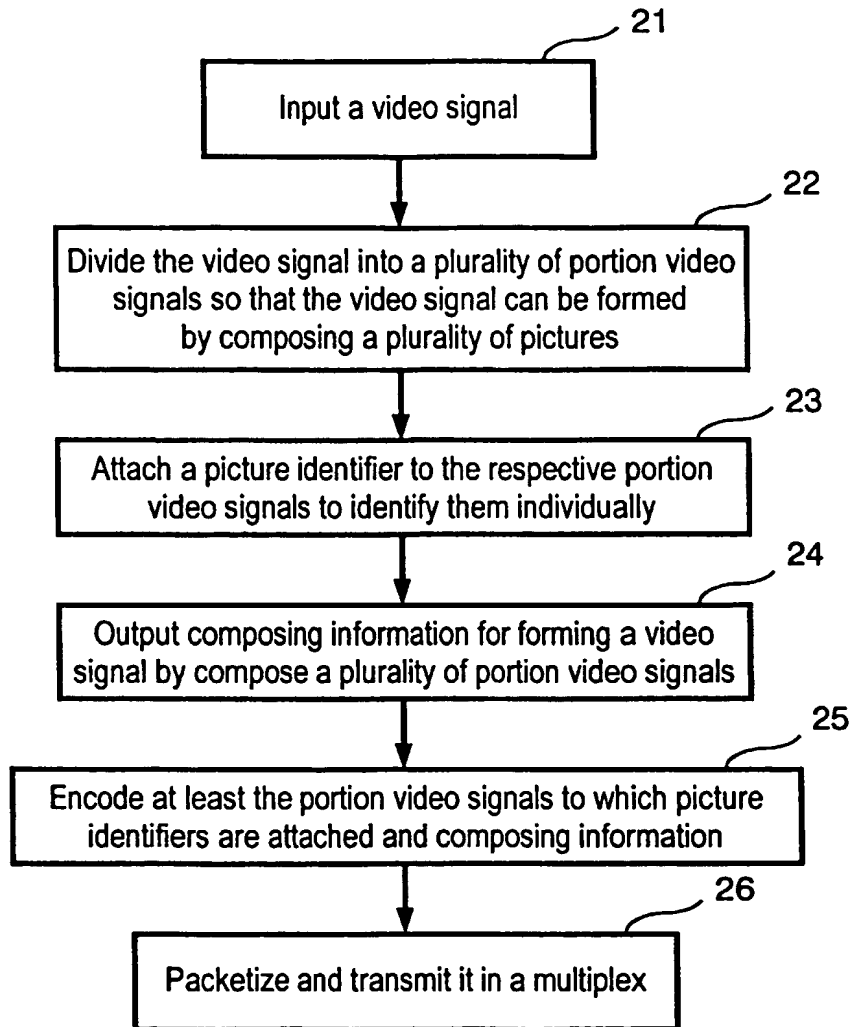 21
Input a video signal
22
Divide the video signal into a plurality of portion video
signals so that the video signal can be formed
by composing a plurality of pictures
23
Attach a picture identifier to the respective portion
video signals to identify them individually
24
Output composing information for forming a video
signal by compose a plurality of portion video signals
25
Encode at least the portion video signals to which picture
identifiers are attached and composing information
26
Packetize and transmit it in a multiplex